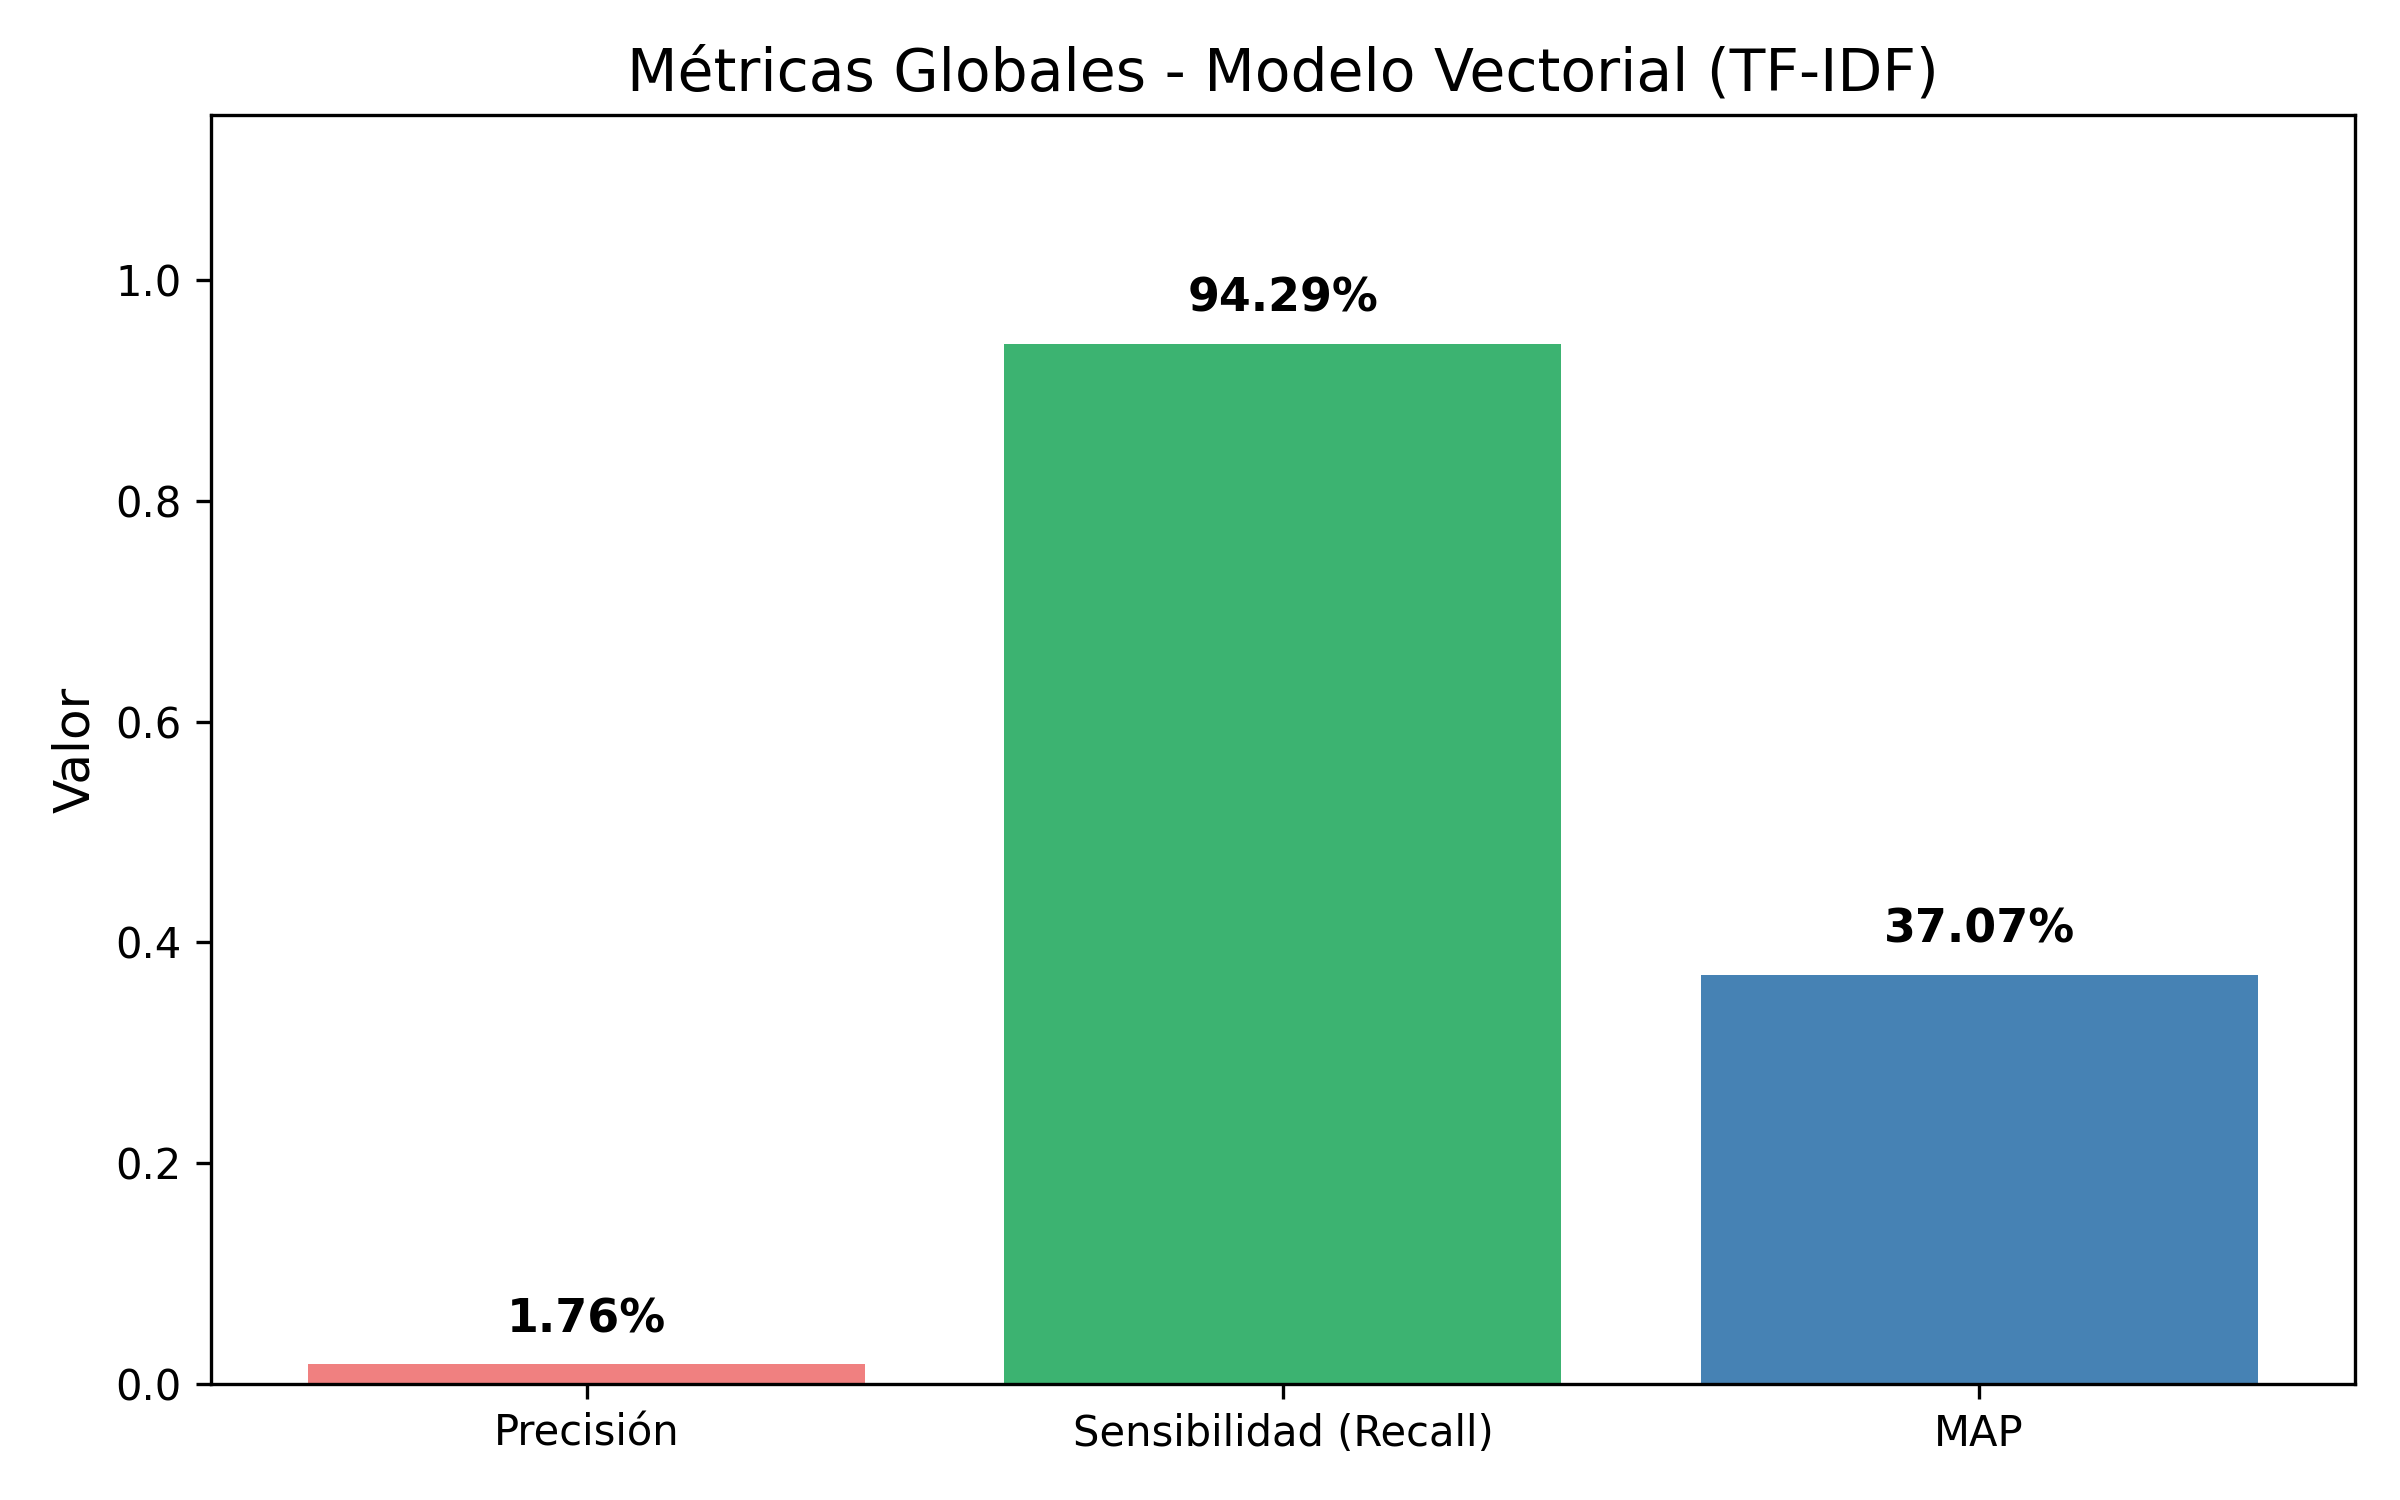 Métricas Globales - Modelo Vectorial (TF-IDF)
Valor
1.0
0.8
0.6
0.4
0.2
0.0
1.76%
94.29%
37.07%
Precisión
Sensibilidad (Recall)
MAP